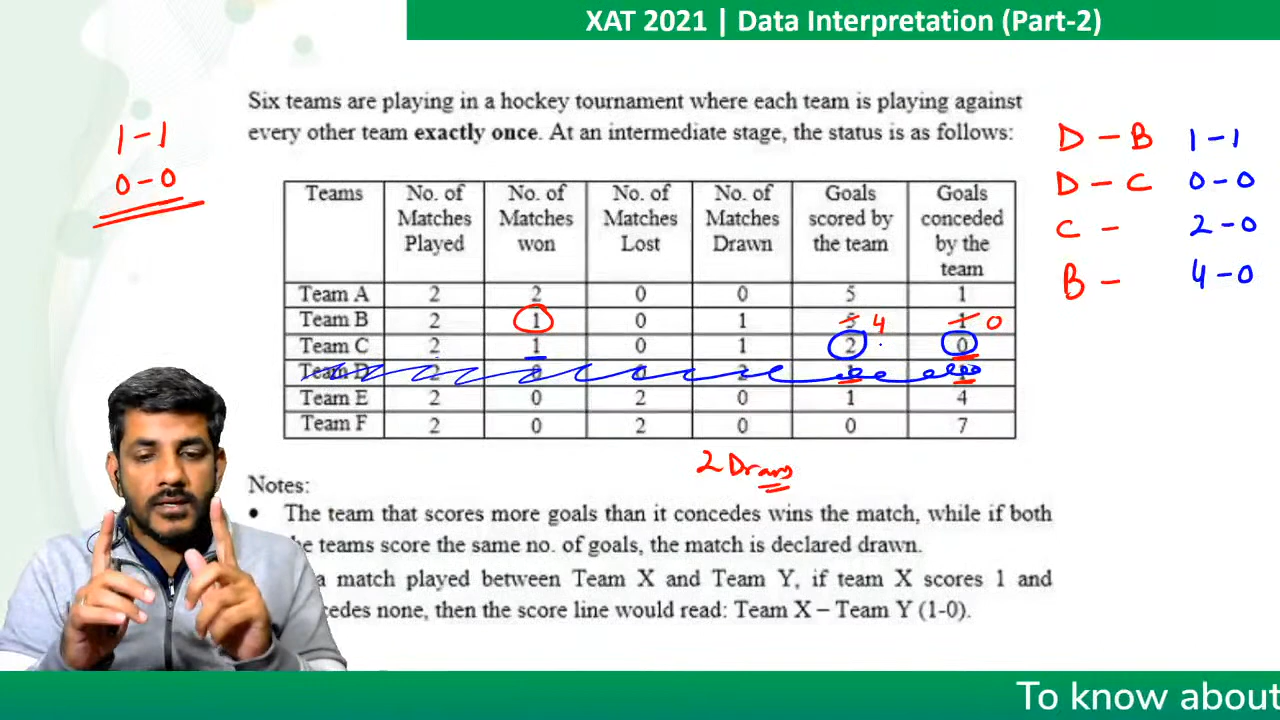 XAT 2021 | Data Interpretation (Part-2)
Six teams are playing in a hockey tournament where each team is playing against
every other team exactly once. At an intermediate stage, the status is as follows:
1-1
0-0
D - B 1-1
D - C 0-0
C - 2-0
B - 4-0
Teams No. of Matches Played No. of Matches won No. of Matches Lost No. of Matches Drawn Goals scored by the team Goals conceded by the team
Team A 2 2 0 0 5 1
Team B 2 1 0 1 5 4 1 0
Team C 2 1 0 1 2 0
Team D 2 0 0 2
Team E 2 0 2 0 1 4
Team F 2 0 2 0 0 7
2 Draws
Notes:
• The team that scores more goals than it concedes wins the match, while if both
the teams score the same no. of goals, the match is declared drawn.
a match played between Team X and Team Y, if team X scores 1 and
none, then the score line would read: Team X – Team Y (1-0).
To know about